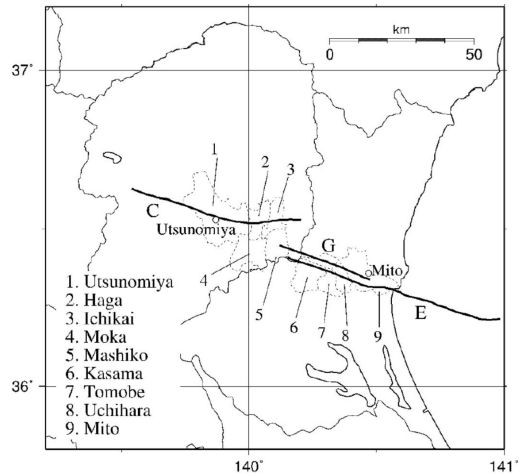 km
0 50
37°
1 2 3
C
Utsunomiya
G
Mito
4
5
6 7 8 9
E
1. Utsunomiya
2. Haga
3. Ichikai
4. Moka
5. Mashiko
6. Kasama
7. Tomobe
8. Uchihara
9. Mito
36°
140° 141°